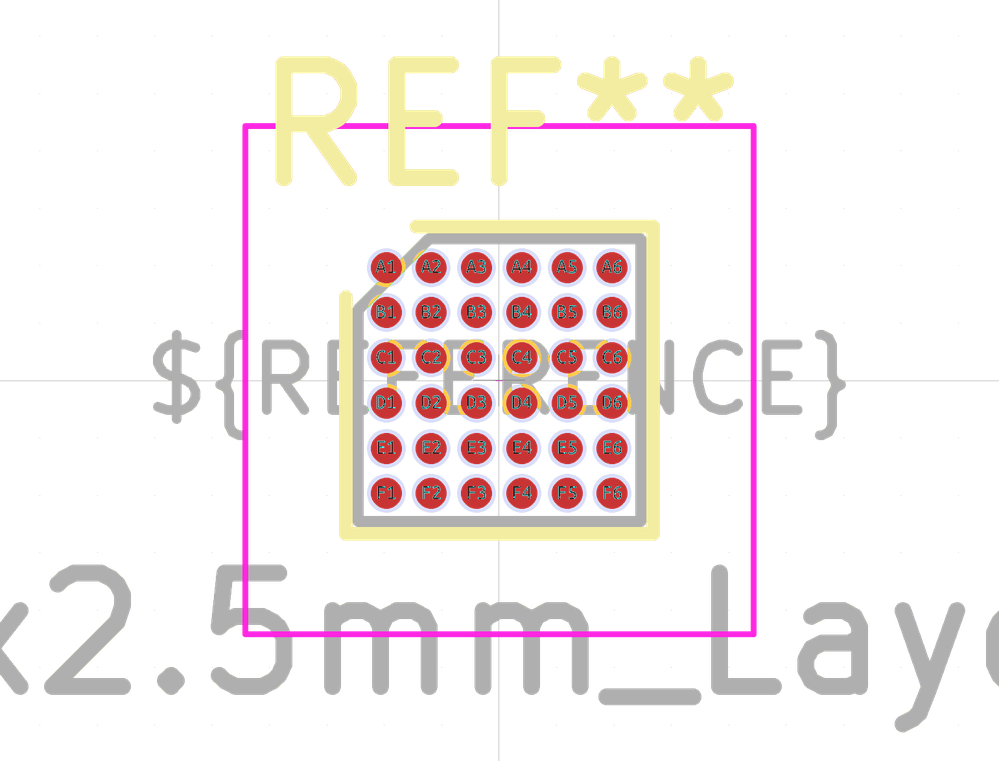 REF**
A1 A2 A3 A4 A5 A6
B1 B2 B3 B4 B5 B6
${REFERENCE}
C1 C2 C3 C4 C5 C6
D1 D2 D3 D4 D5 D6
E1 E2 E3 E4 E5 E6
F1 F2 F3 F4 F5 F6
x2.5mm_Laye